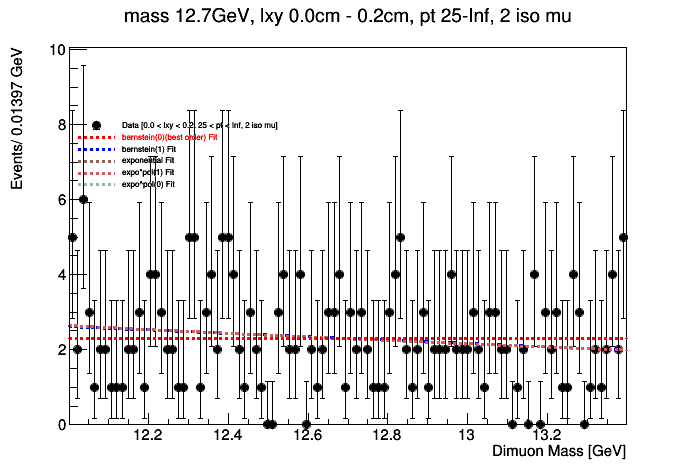 mass 12.7GeV, lxy 0.0cm - 0.2cm, pt 25-Inf, 2 iso mu
Events/ 0.01397 GeV
10
8
6
4
2
0
Data [0.0 < lxy < 0.2, 25 < pt < Inf, 2 iso mu]
bernstein(0)(best order) Fit
bernstein(1) Fit
exponential Fit
expo*pol(1) Fit
expo^pol(0) Fit
12.2
12.4
12.6
12.8
13
13.2
Dimuon Mass [GeV]